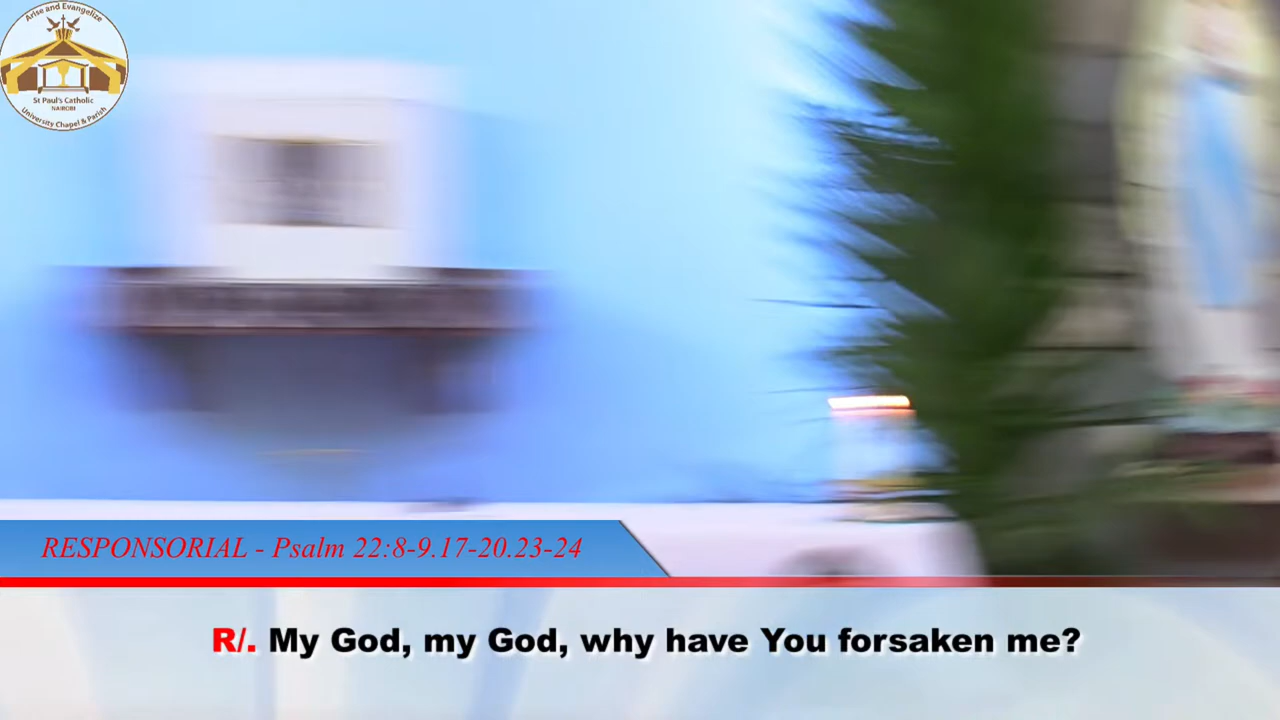 Arise and Evangelize
St Paul's Catholic
NAIROBI
University Chapel & Parish
RESPONSORIAL - Psalm 22:8-9.17-20.23-24
R/. My God, my God, why have You forsaken me?